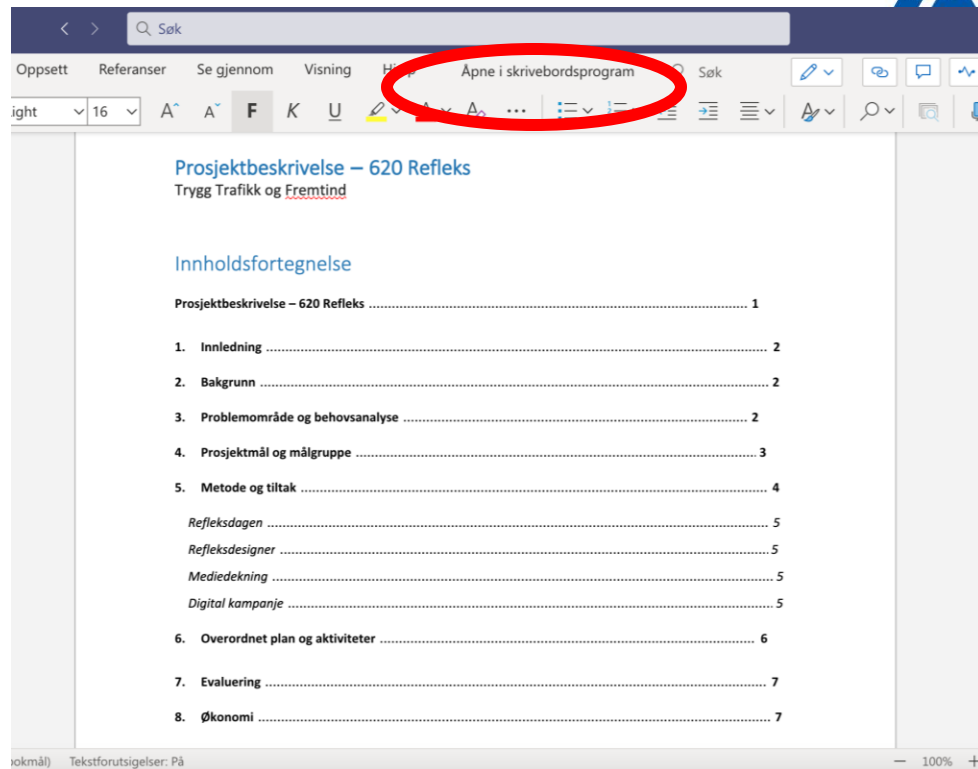 Søk
Oppsett Referanser Se gjennom Visning Åpne i skrivebordsprogram Søk
16 A A F K U A A
Prosjektbeskrivelse – 620 Refleks
Trygg Trafikk og Fremtind
Innholdsfortegnelse
Prosjektbeskrivelse – 620 Refleks ........ 1
1. Innledning ........ 2
2. Bakgrunn ........ 2
3. Problemområde og behovsanalyse ........ 2
4. Prosjektmål og målgruppe ........ 3
5. Metode og tiltak ........ 4
Refleksdagen ........ 5
Refleksdesigner ........ 5
Mediedekning ........ 5
Digital kampanje ........ 5
6. Overordnet plan og aktiviteter ........ 6
7. Evaluering ........ 7
8. Økonomi ........ 7
okmål) Tekstforutsigelser: På 100%